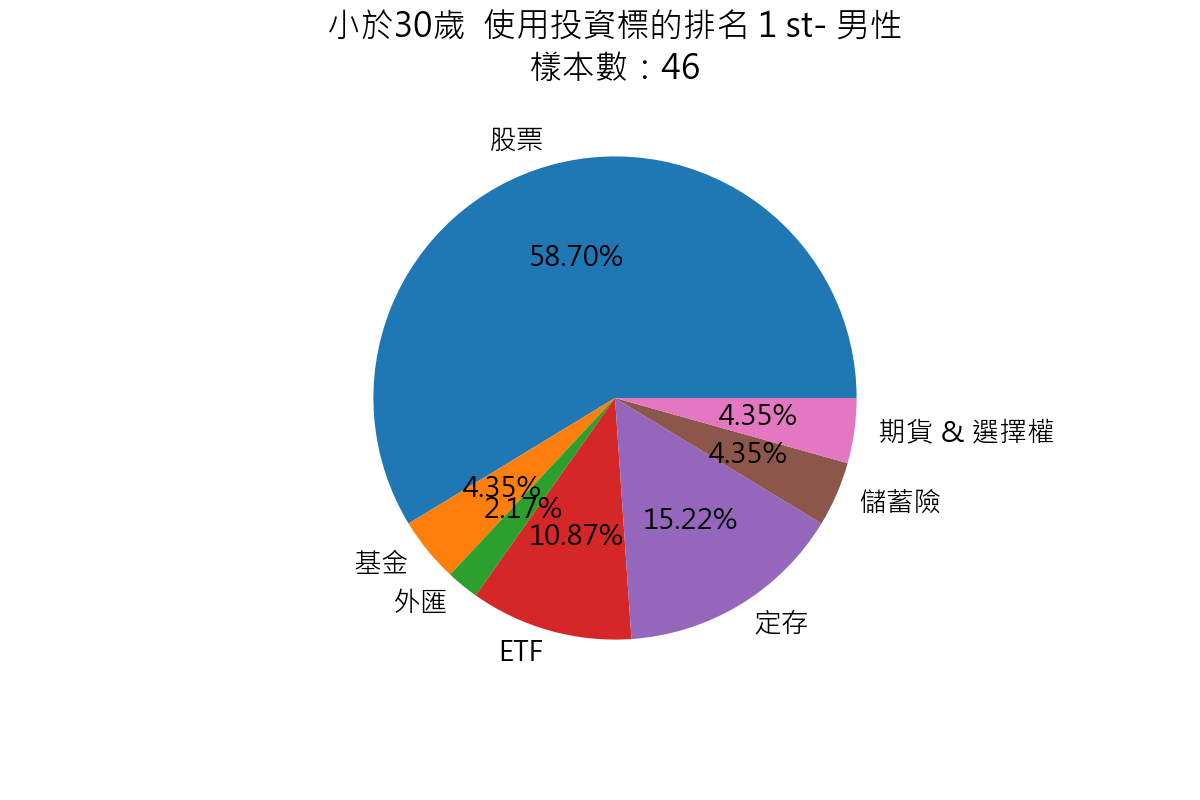 小於30歲 使用投資標的排名 1 st- 男性
樣本數：46
股票
58.70%
4.35%
期貨 & 選擇權
4.35%
儲蓄險
4.35%
2.17%
15.22%
10.87%
基金
外匯
定存
ETF